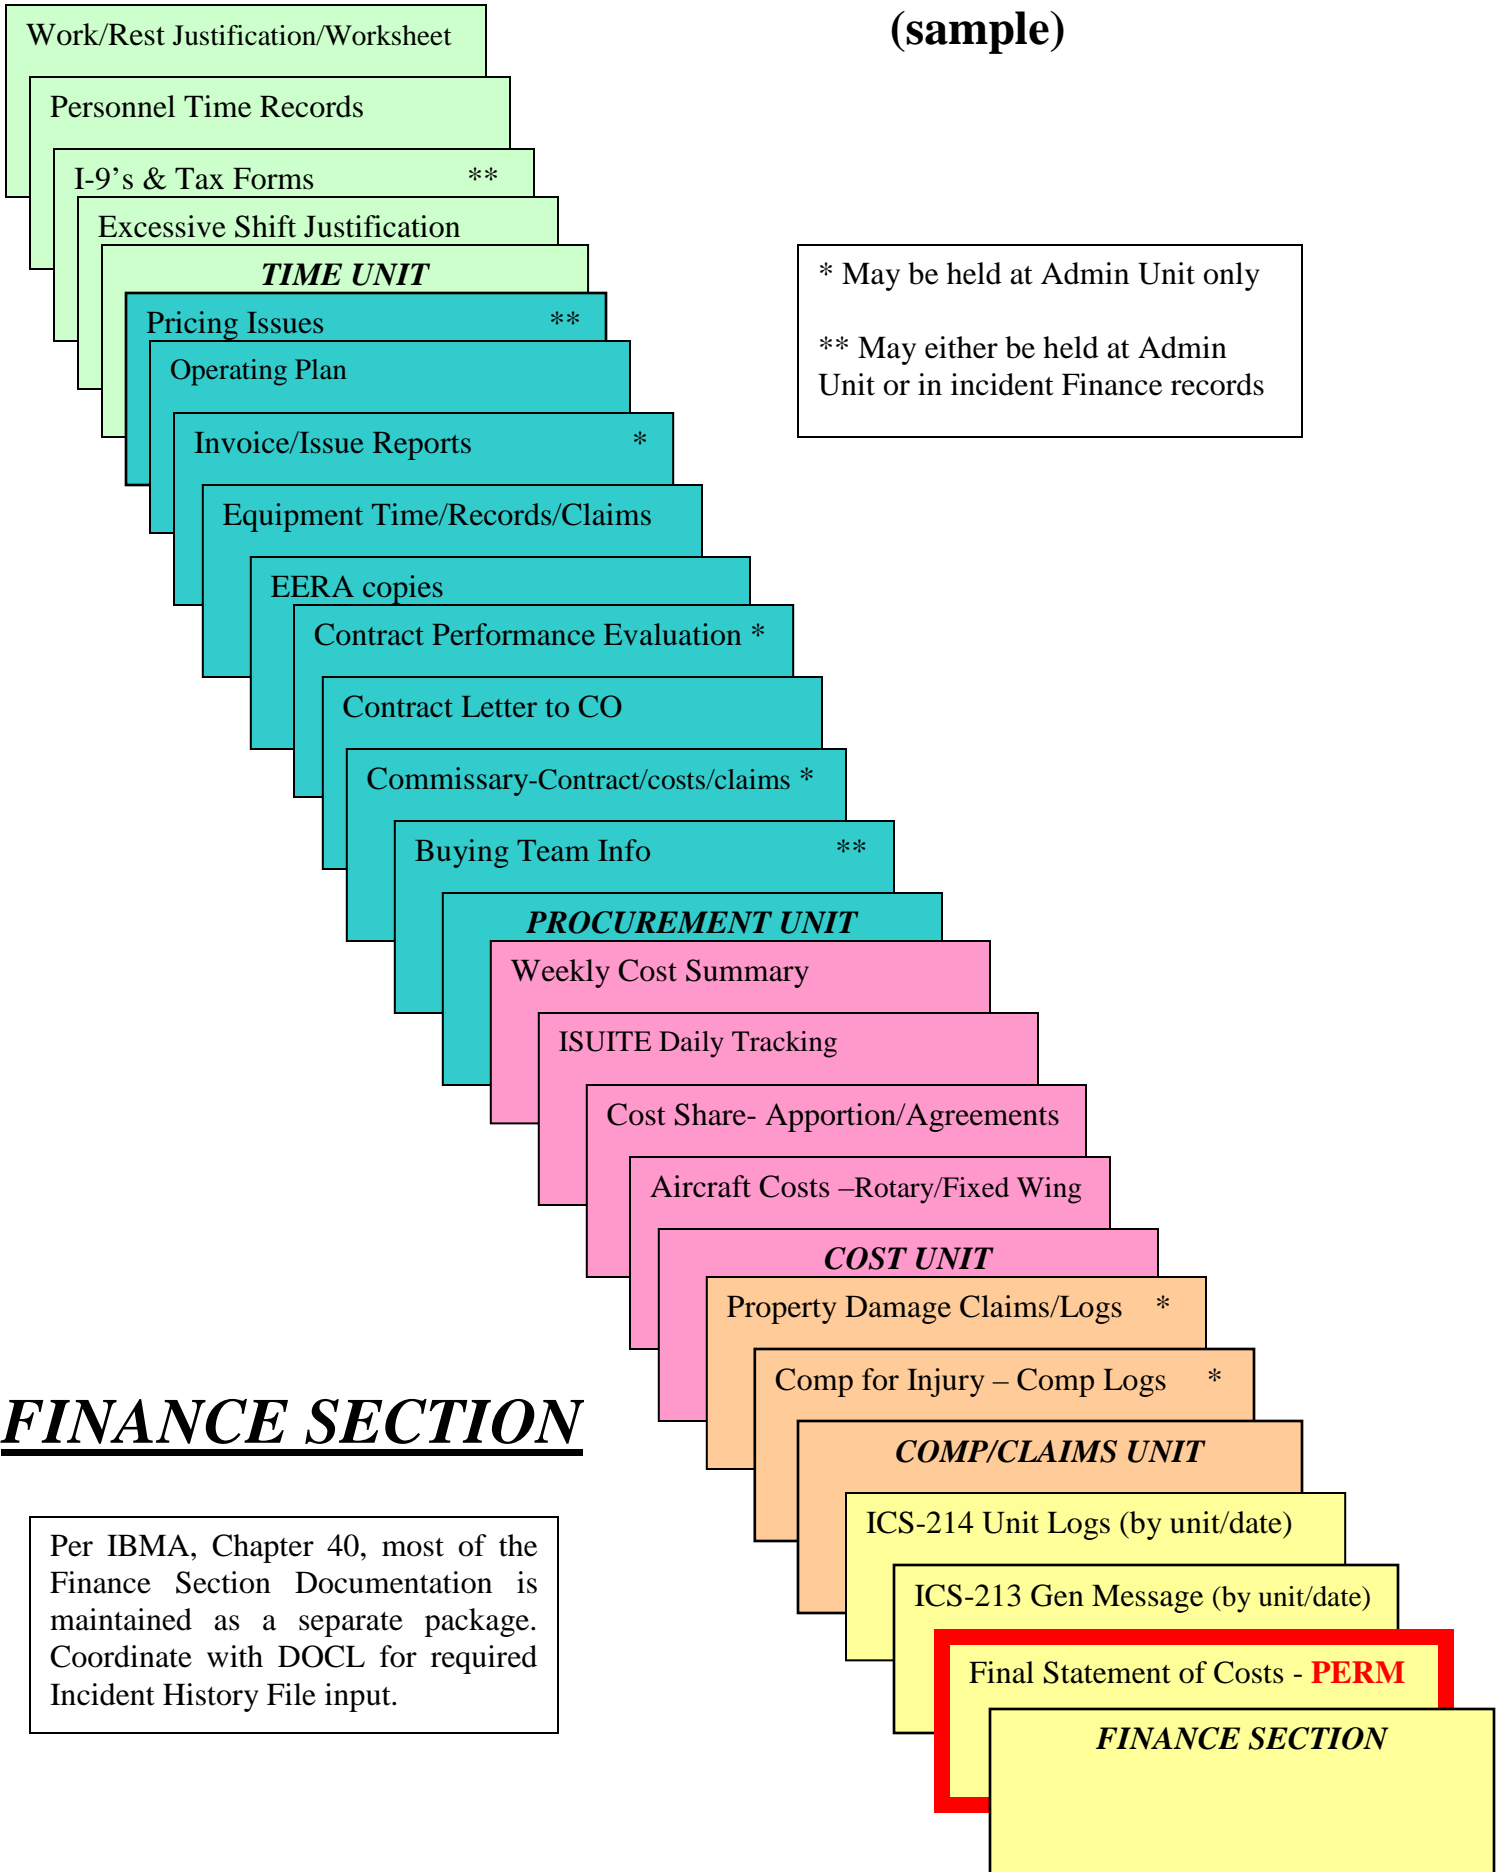 (sample)
Work/Rest Justification/Worksheet
Personnel Time Records
I-9’s & Tax Forms **
Excessive Shift Justification
TIME UNIT
* May be held at Admin Unit only
** May either be held at Admin
Unit or in incident Finance records
Pricing Issues **
Operating Plan
Invoice/Issue Reports *
Equipment Time/Records/Claims
EERA copies
Contract Performance Evaluation *
Contract Letter to CO
Commissary-Contract/costs/claims *
Buying Team Info **
PROCUREMENT UNIT
Weekly Cost Summary
ISUITE Daily Tracking
Cost Share- Apportion/Agreements
Aircraft Costs –Rotary/Fixed Wing
COST UNIT
Property Damage Claims/Logs *
Comp for Injury – Comp Logs *
COMP/CLAIMS UNIT
ICS-214 Unit Logs (by unit/date)
ICS-213 Gen Message (by unit/date)
Final Statement of Costs - PERM
FINANCE SECTION
FINANCE SECTION
Per IBMA, Chapter 40, most of the
Finance Section Documentation is
maintained as a separate package.
Coordinate with DOCL for required
Incident History File input.